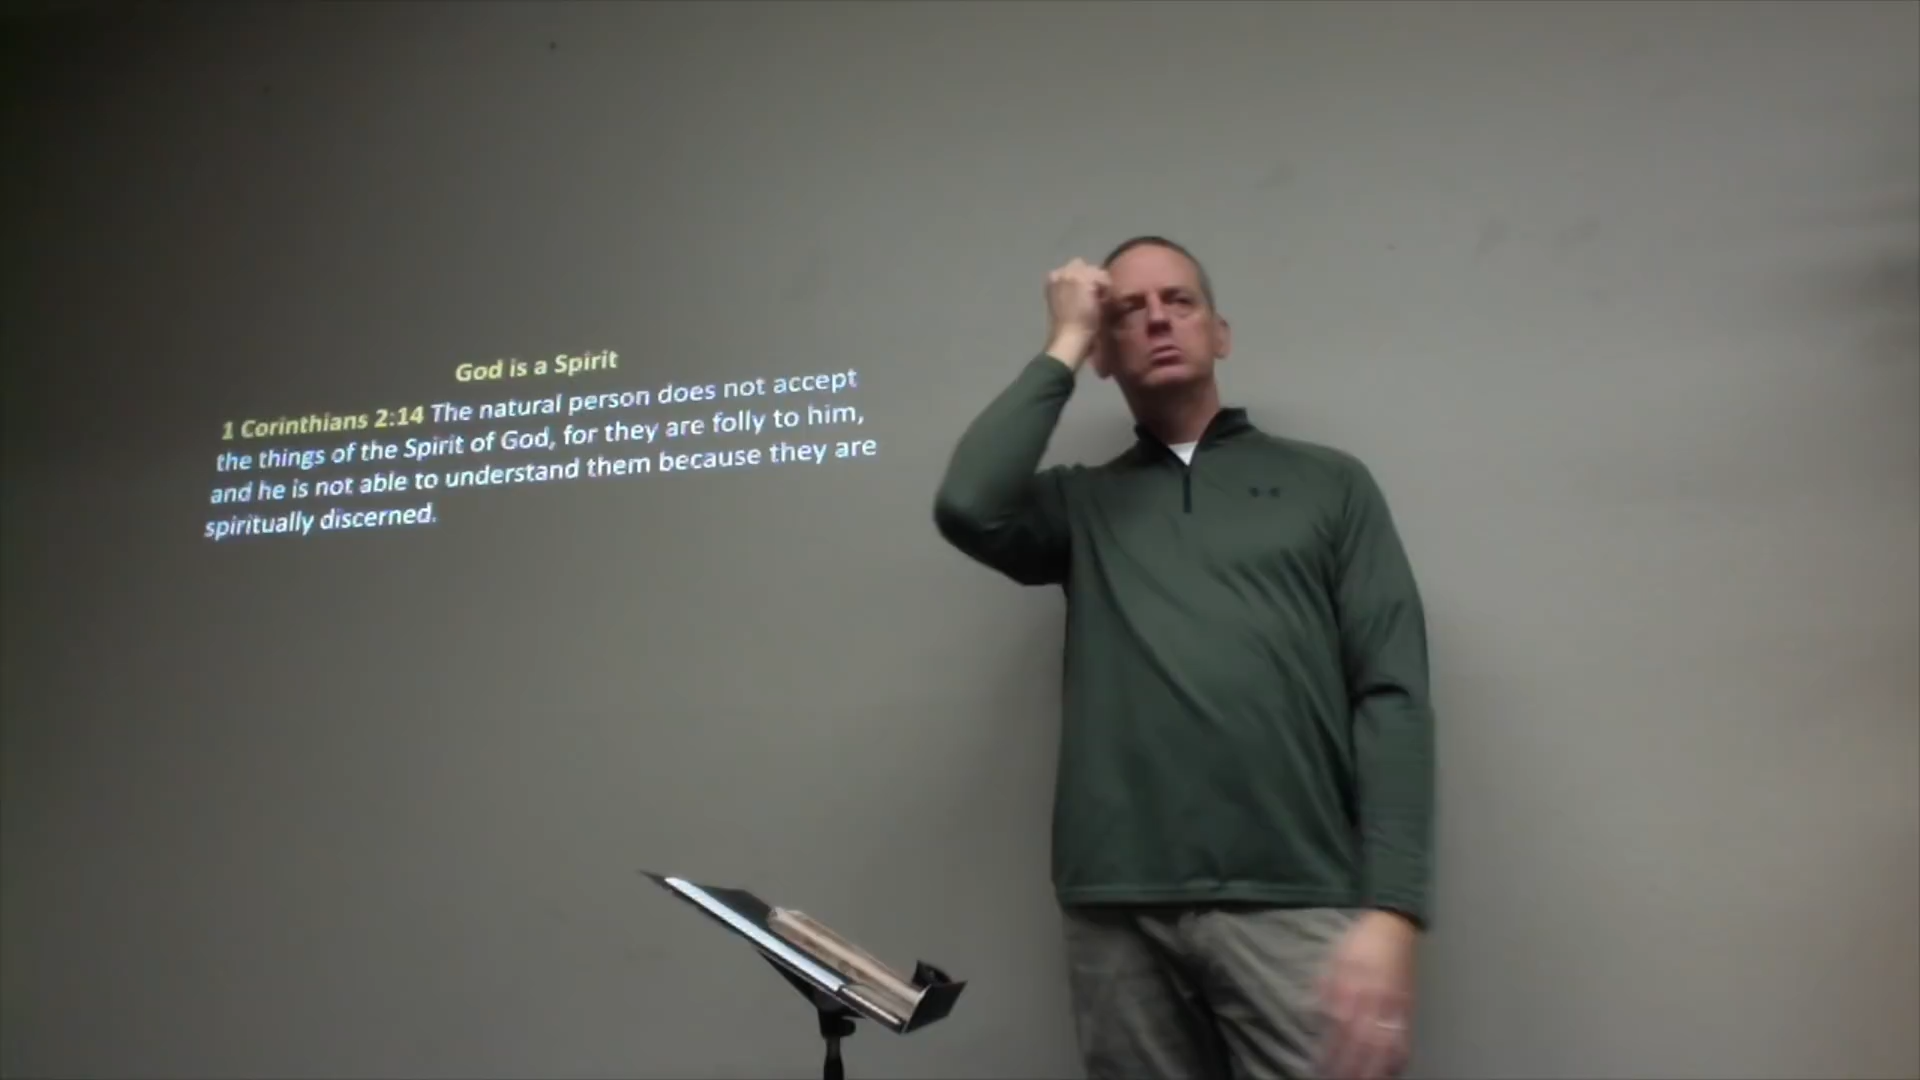 God is a Spirit
1 Corinthians 2:14 The natural person does not accept
the things of the Spirit of God, for they are folly to him,
and he is not able to understand them because they are
spiritually discerned.